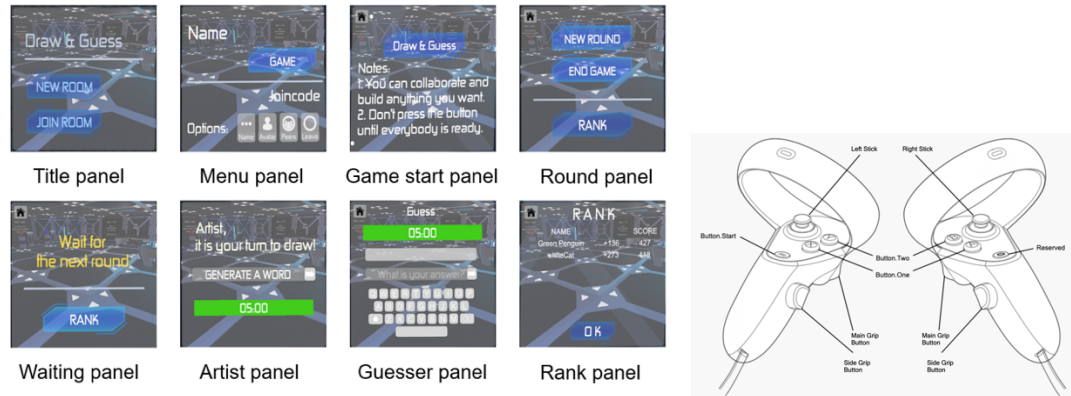 Draw & Guess
NEW ROOM
JOIN ROOM
Title panel
Name
GAME
Joincode
Options:
Name Avatar Peers Leave
Menu panel
Draw & Guess
Notes:
1. You can collaborate and
build anything you want.
2. Don't press the button
until everybody is ready.
Game start panel
NEW ROUND
END GAME
RANK
Round panel
Wait for
the next round
RANK
Waiting panel
Artist,
it is your turn to draw!
GENERATE A WORD
05:00
Artist panel
Guess
05:00
What is your answer?
Guesser panel
RANK
NAME SCORE
Green Penguin +136 427
+273
OK
Rank panel
Left Stick
Right Stick
Button.Start
Button.Two
Button.One
Reserved
Main Grip
Button
Side Grip
Button
Main Grip
Button
Side Grip
Button